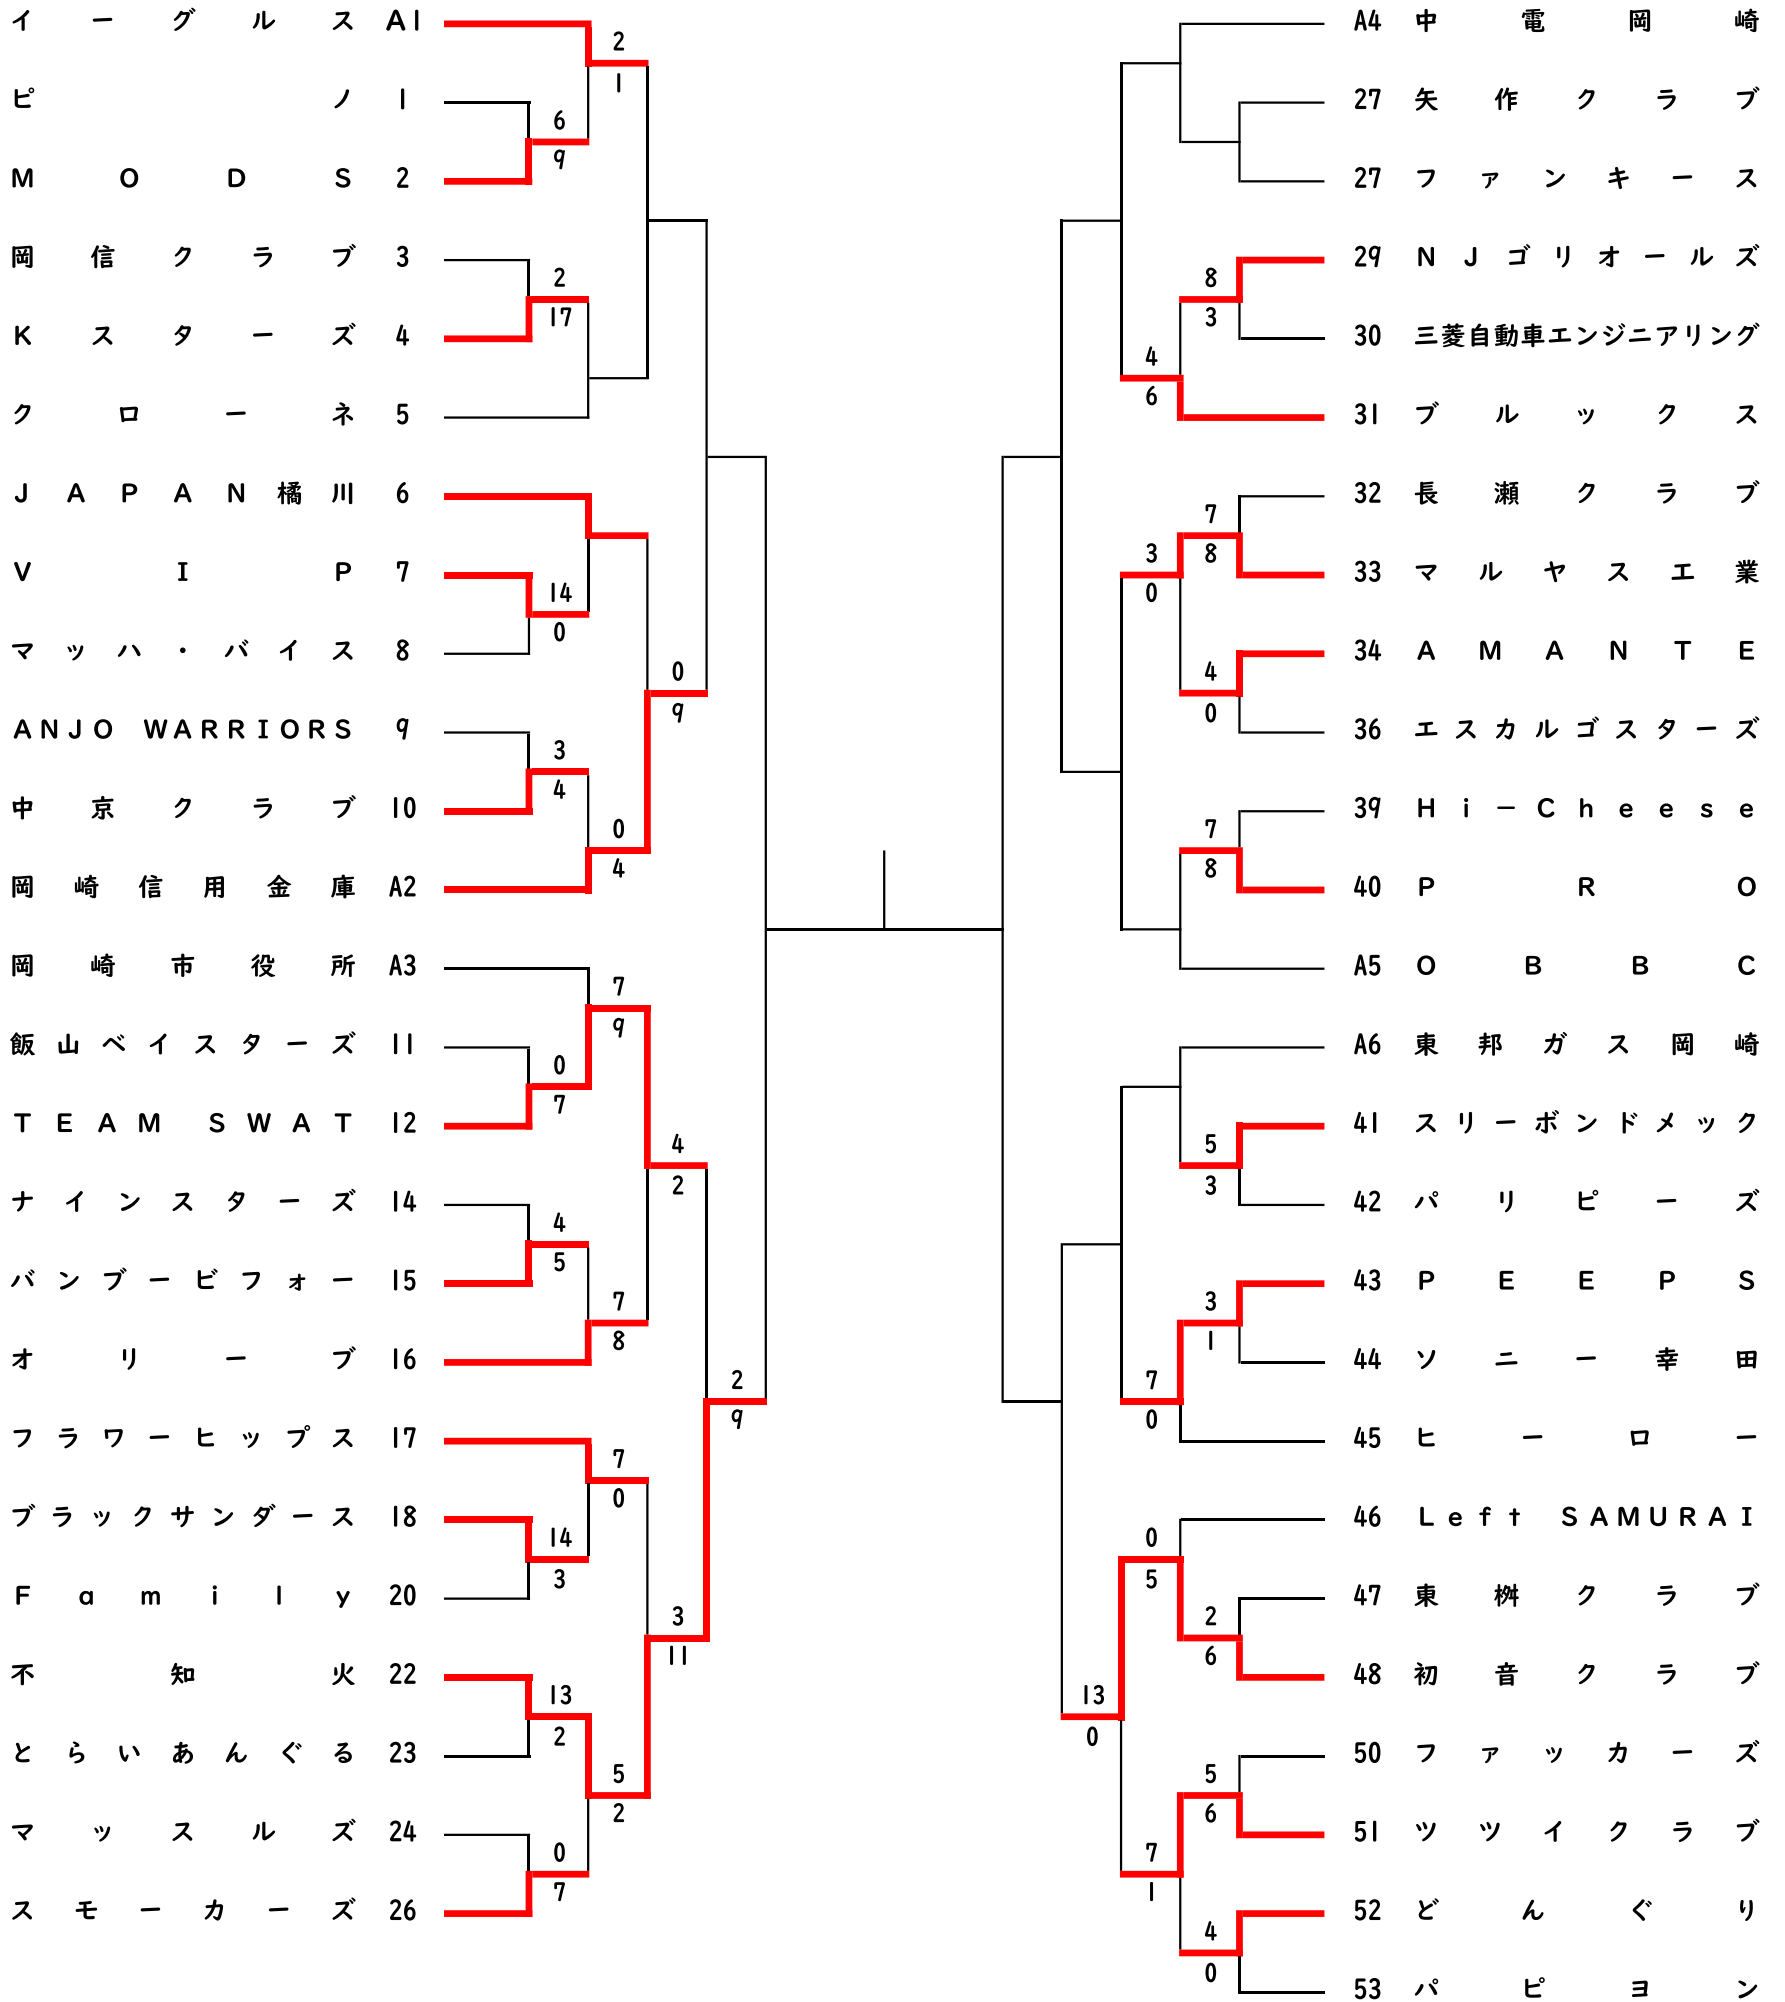 イーグルス A1
ピノ 1
MODS 2
岡信クラブ 3
Kスターズ 4
クローネ 5
JAPAN橘川 6
VIP 7
マッハ・バイス 8
ANJO WARRIORS 9
中京クラブ 10
岡崎信用金庫 A2
岡崎市役所 A3
飯山ベイスターズ 11
TEAM SWAT 12
ナインスターズ 14
バンブービフォー 15
オリーブ 16
フラワーヒップス 17
ブラックサンダース 18
Family 20
不知火 22
とらいあんぐる 23
マッスルズ 24
スモーカーズ 26
6
9
2
17
14
0
3
4
0
7
4
5
14
3
13
2
0
7
2
1
0
4
7
9
7
8
7
0
5
2
0
9
4
2
3
11
2
9
13
0
4
6
3
0
7
0
0
5
7
1
8
3
7
8
4
0
7
8
5
3
3
1
2
6
5
6
4
0
A4 中電岡崎
27 矢作クラブ
27 ファンキース
29 NJゴリオールズ
30 三菱自動車エンジニアリング
31 ブルックス
32 長瀬クラブ
33 マルヤス工業
34 AMANTE
36 エスカルゴスターズ
39 Hi-Cheese
40 PRO
A5 OBBC
A6 東邦ガス岡崎
41 スリーボンドメック
42 パリピーズ
43 PEEPS
44 ソニー幸田
45 ヒーロー
46 Left SAMURAI
47 東桝クラブ
48 初音クラブ
50 ファッカーズ
51 ツツイクラブ
52 どんぐり
53 パピヨン